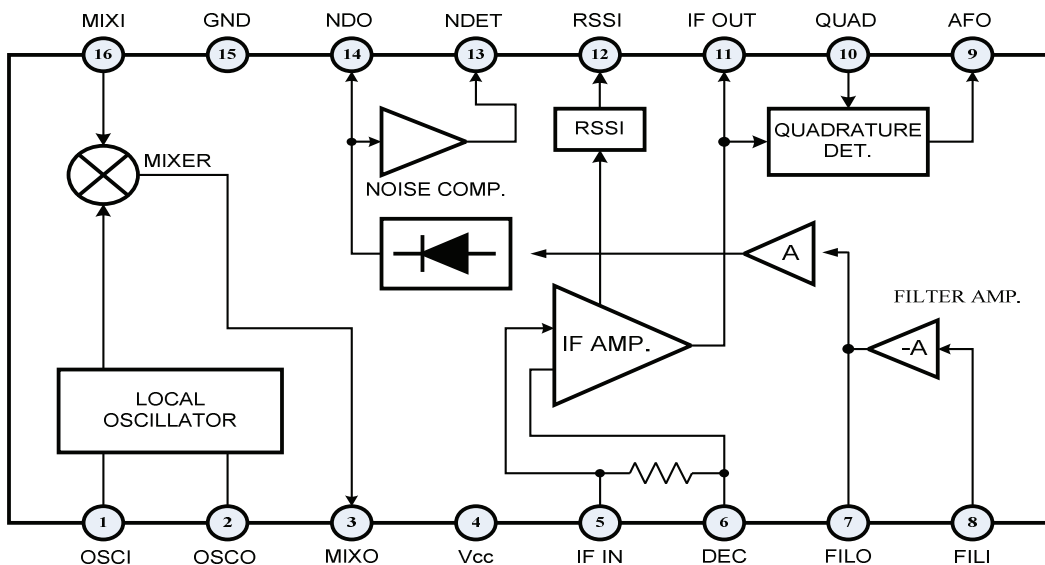 MIXI GND NDO NDET RSSI IF OUT QUAD AFO
16 15 14 13 12 11 10 9
RSSI
QUADRATURE
DET.
MIXER
NOISE COMP.
A
FILTER AMP.
IF AMP.
-A
LOCAL
OSCILLATOR
1 2 3 4 5 6 7 8
OSCI OSCO MIXO Vcc IF IN DEC FILO FILI